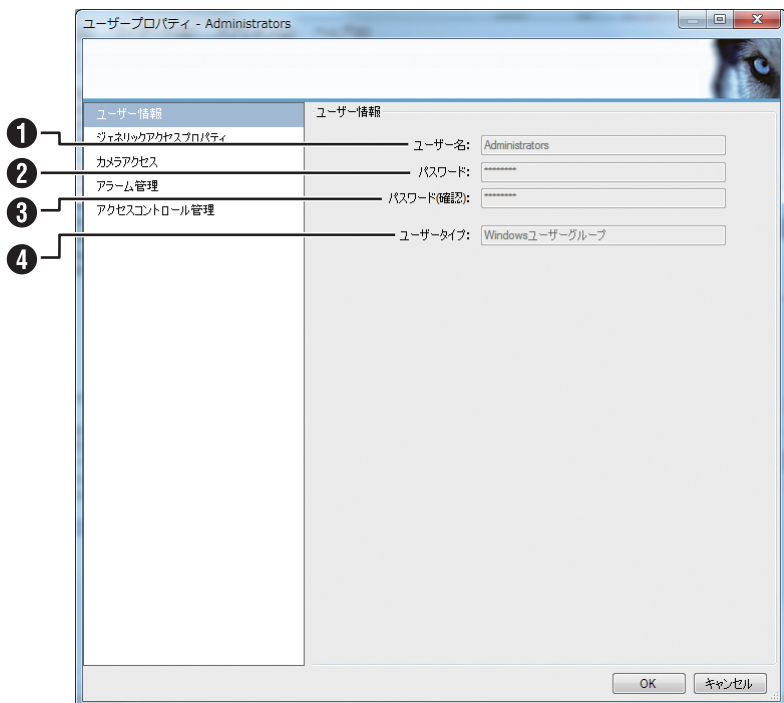 ユーザープロパティ - Administrators
ユーザー情報
ジェネリックアクセスプロパティ
カメラアクセス
アラーム管理
アクセスコントロール管理
ユーザー情報
❶ ユーザー名: Administrators
❷ パスワード: ********
❸ パスワード(確認): ********
❹ ユーザータイプ: Windowsユーザーグループ
OK
キャンセル